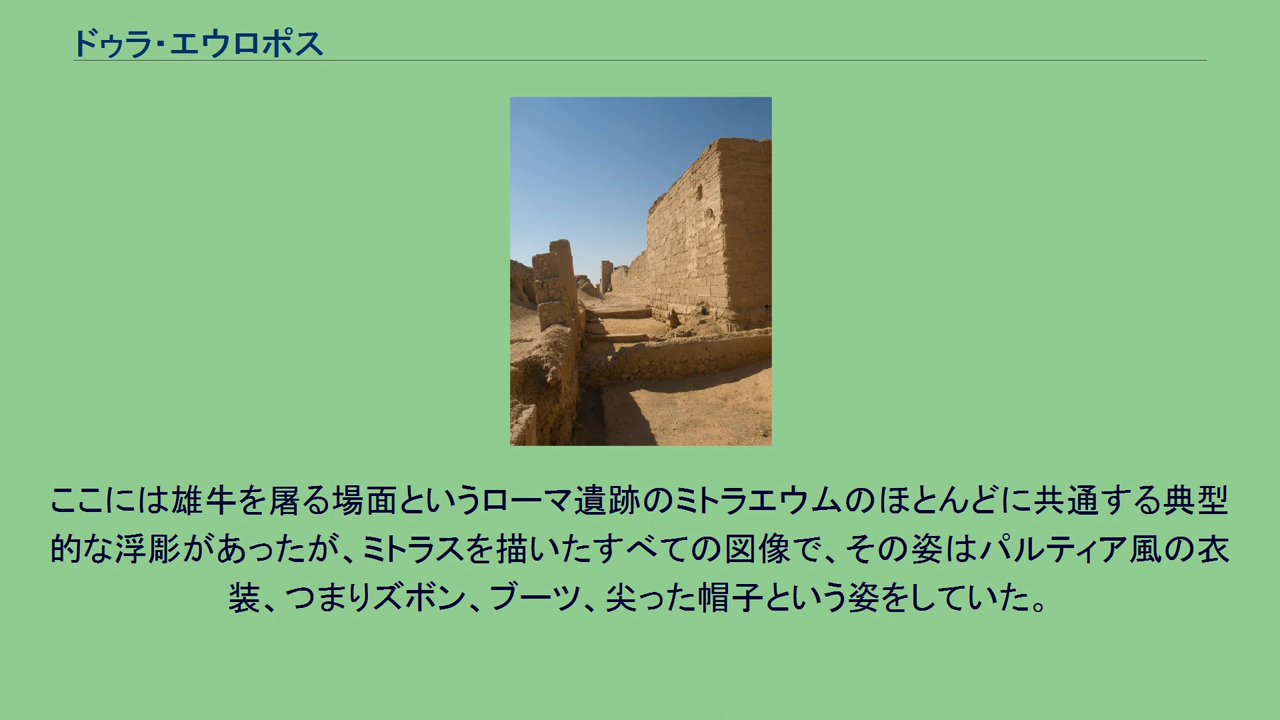 ドゥラ・エウロポス
ここには雄牛を屠る場面というローマ遺跡のミトラエウムのほとんどに共通する典型
的な浮彫があったが、ミトラスを描いたすべての図像で、その姿はパルティア風の衣
装、つまりズボン、ブーツ、尖った帽子という姿をしていた。